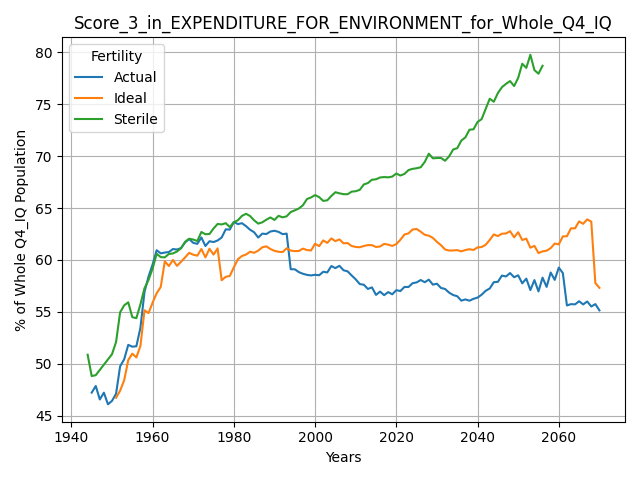 Score_3_in_EXPENDITURE_FOR_ENVIRONMENT_for_Whole_Q4_IQ
Fertility
Actual
Ideal
Sterile
% of Whole Q4_IQ Population
80
75
70
65
60
55
50
45
1940 1960 1980 2000 2020 2040 2060
Years